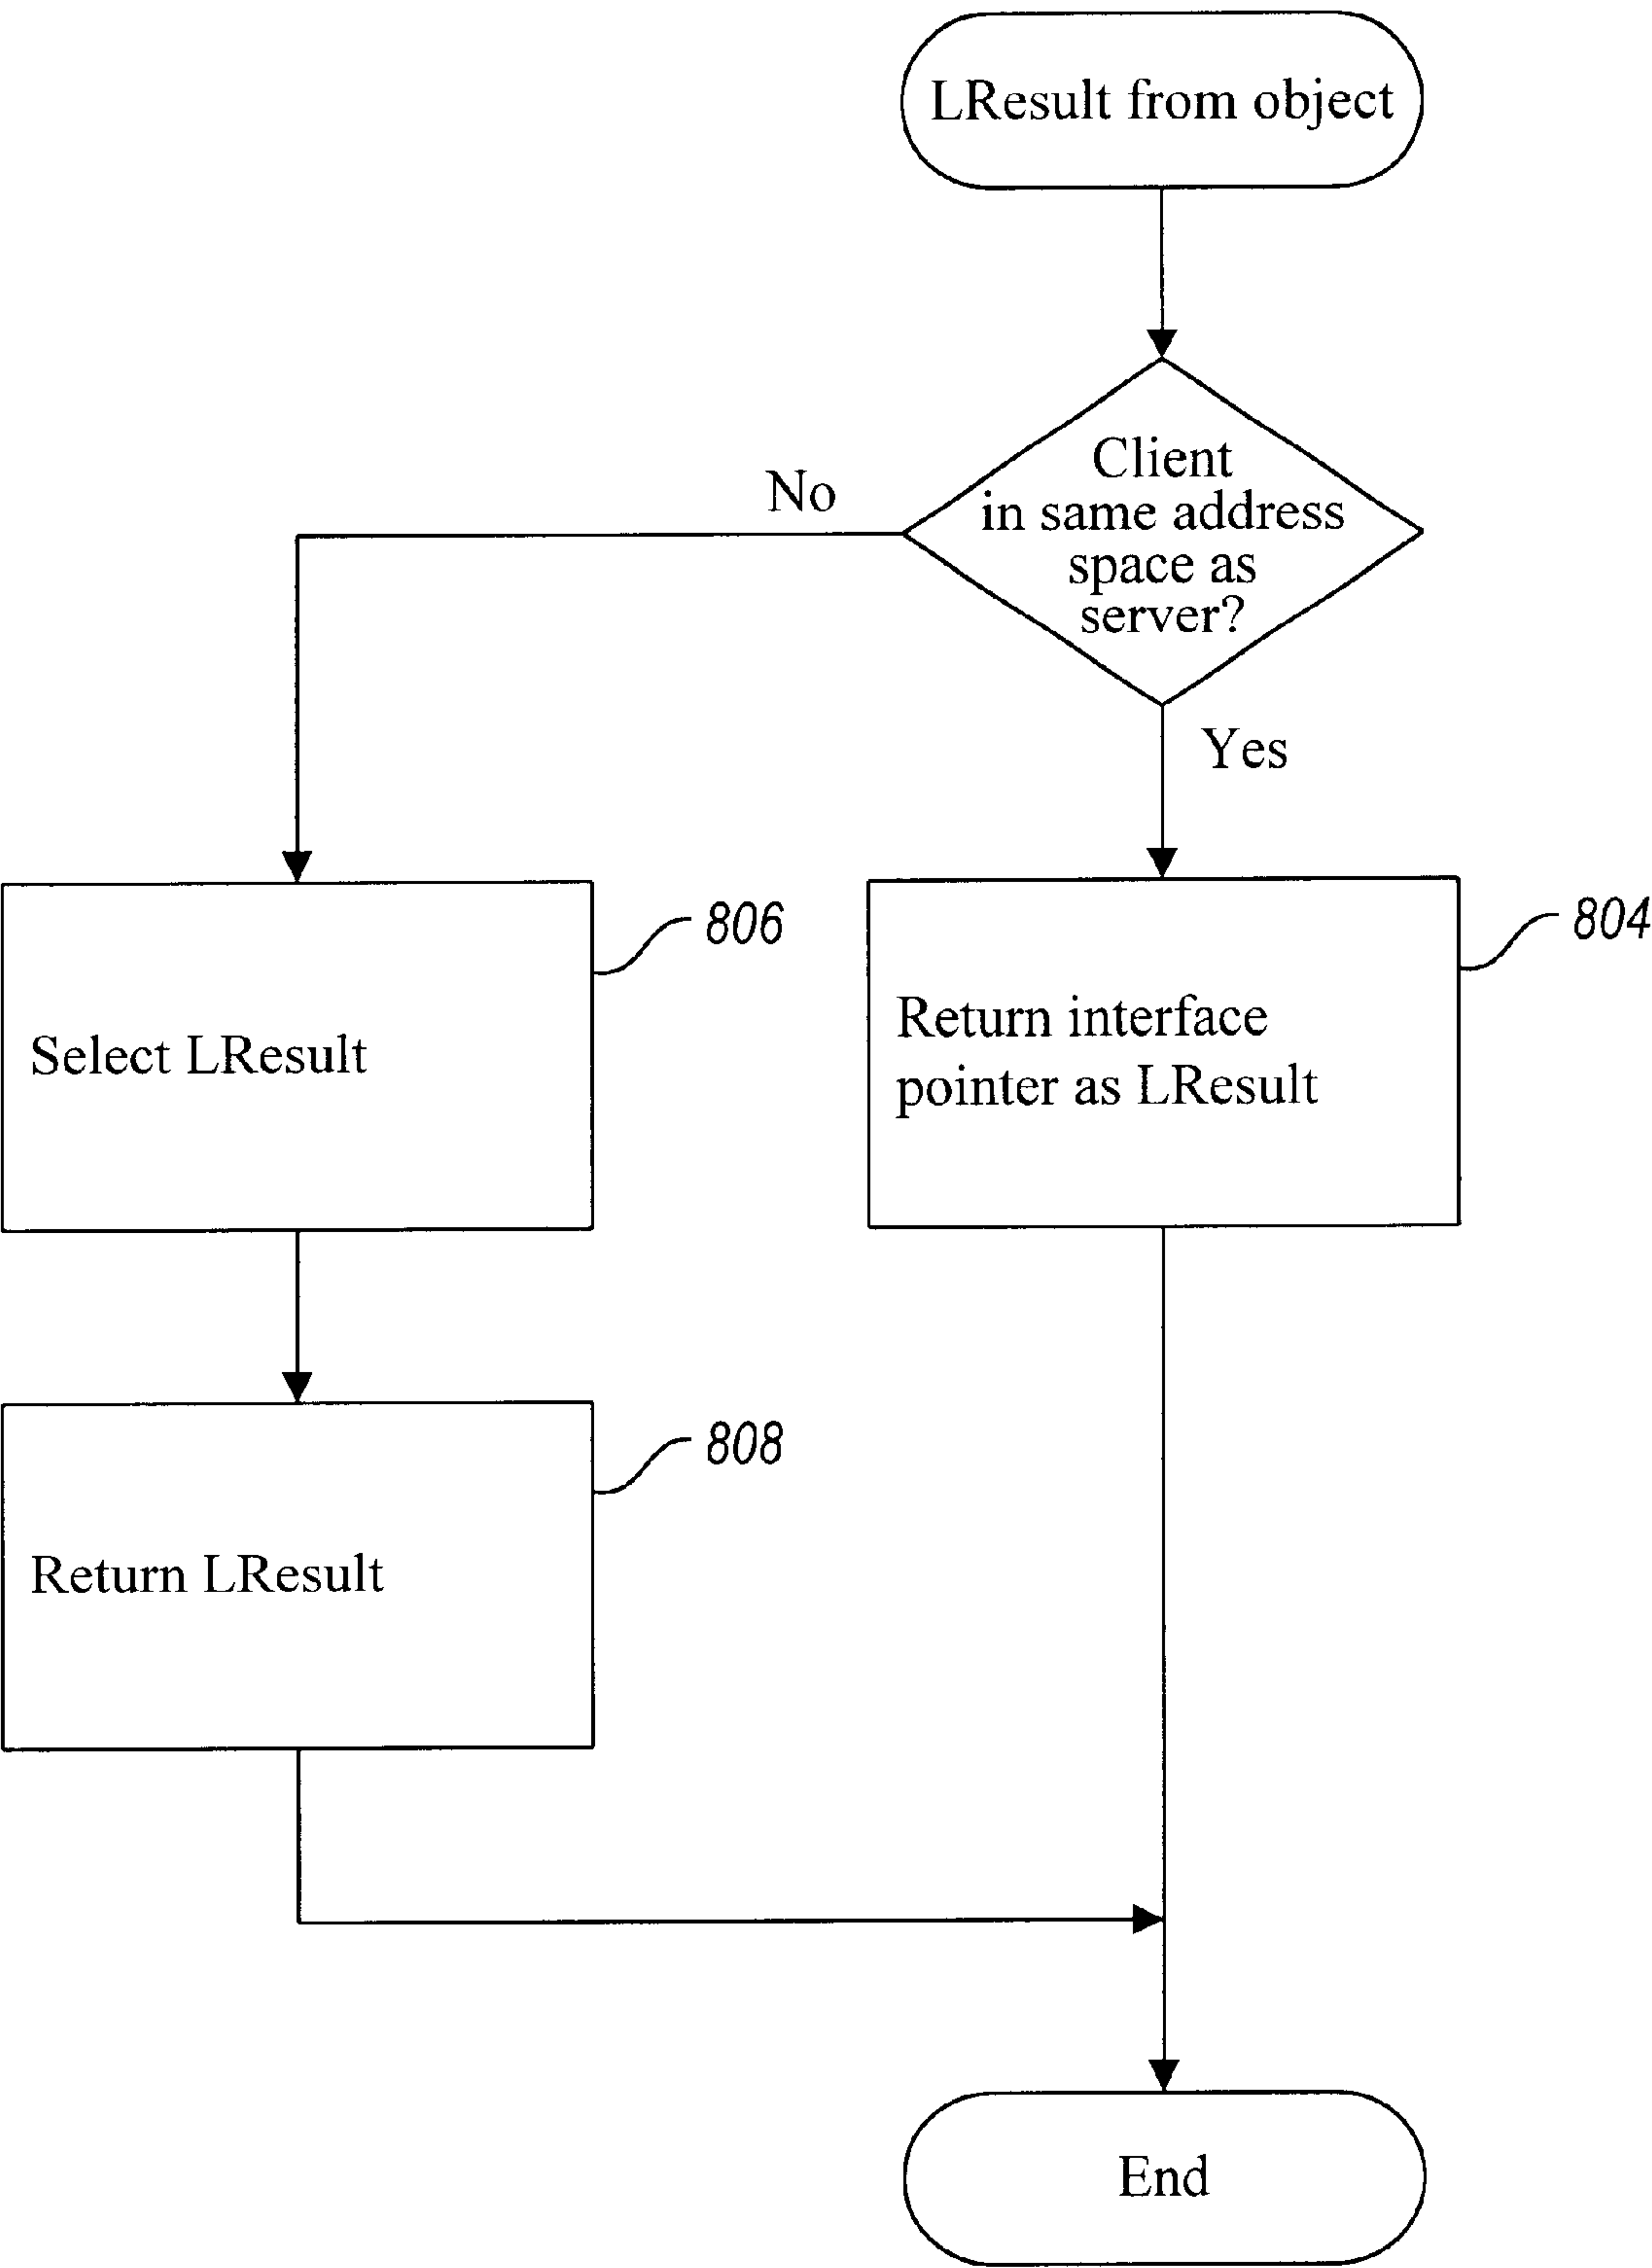 LResult from object
Client
in same address
space as
server?
No
Yes
806
Select LResult
804
Return interface
pointer as LResult
808
Return LResult
End